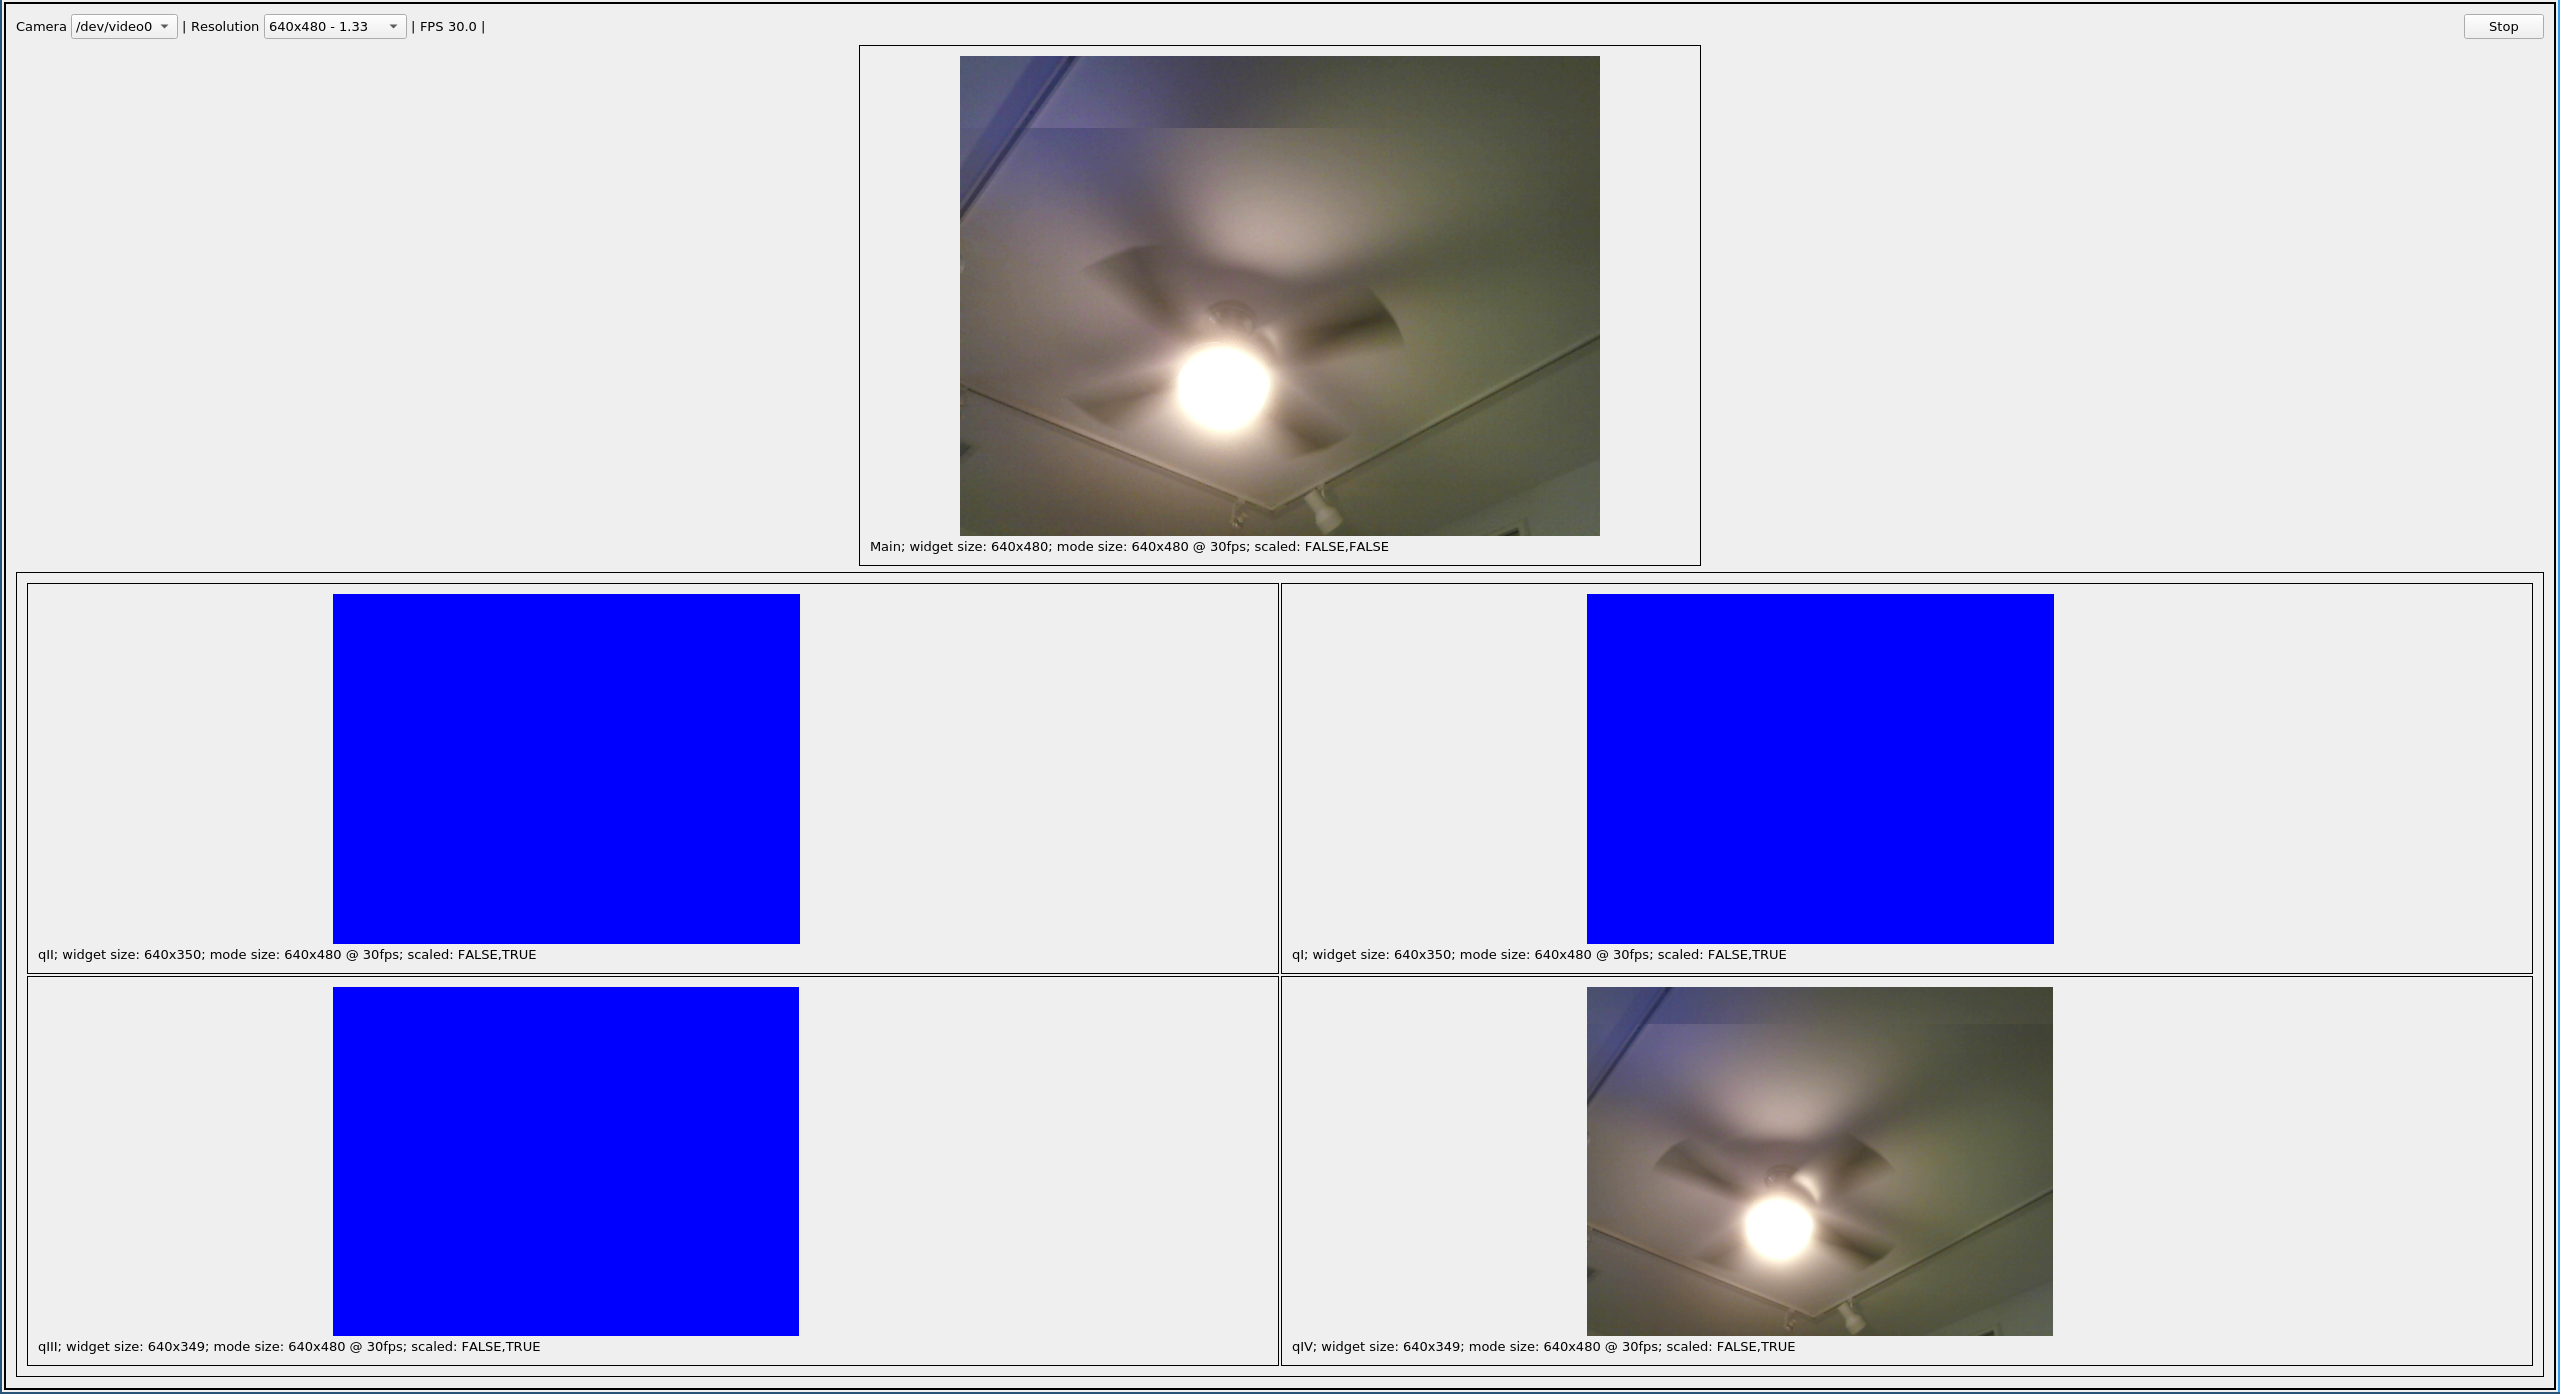 Camera /dev/video0 | Resolution 640x480 - 1.33 | FPS 30.0 | Stop
Main; widget size: 640x480; mode size: 640x480 @ 30fps; scaled: FALSE,FALSE
qII; widget size: 640x350; mode size: 640x480 @ 30fps; scaled: FALSE,TRUE
qI; widget size: 640x350; mode size: 640x480 @ 30fps; scaled: FALSE,TRUE
qIII; widget size: 640x349; mode size: 640x480 @ 30fps; scaled: FALSE,TRUE
qIV; widget size: 640x349; mode size: 640x480 @ 30fps; scaled: FALSE,TRUE